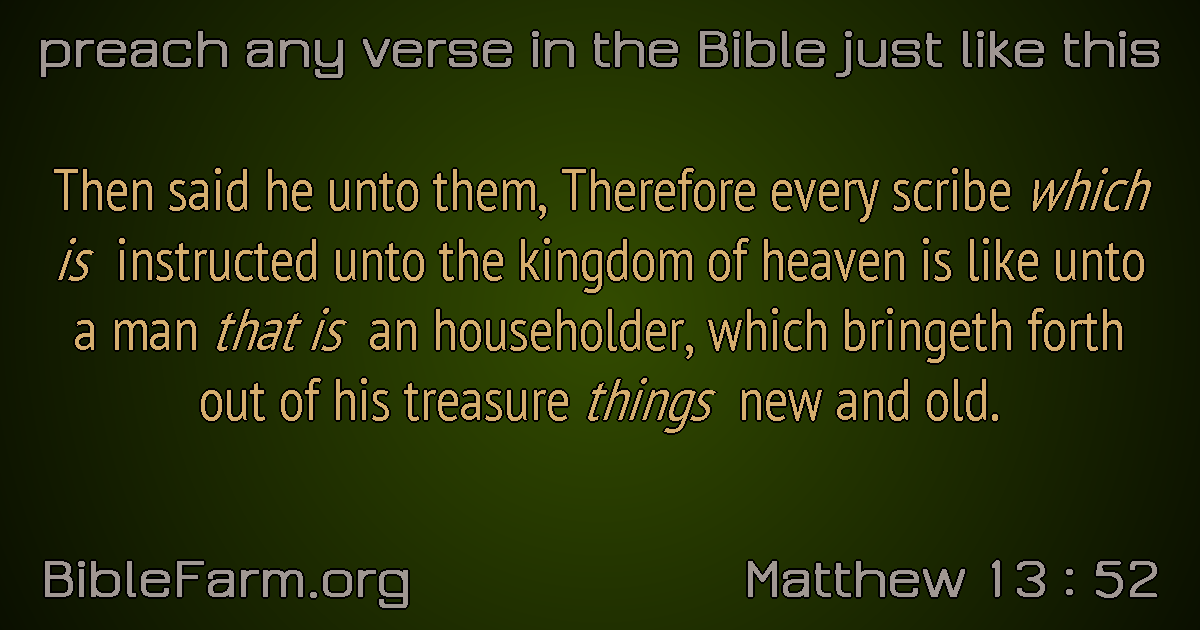 preach any verse in the Bible just like this
Then said he unto them, Therefore every scribe which
is instructed unto the kingdom of heaven is like unto
a man that is an householder, which bringeth forth
out of his treasure things new and old.
BibleFarm.org
Matthew 13 : 52